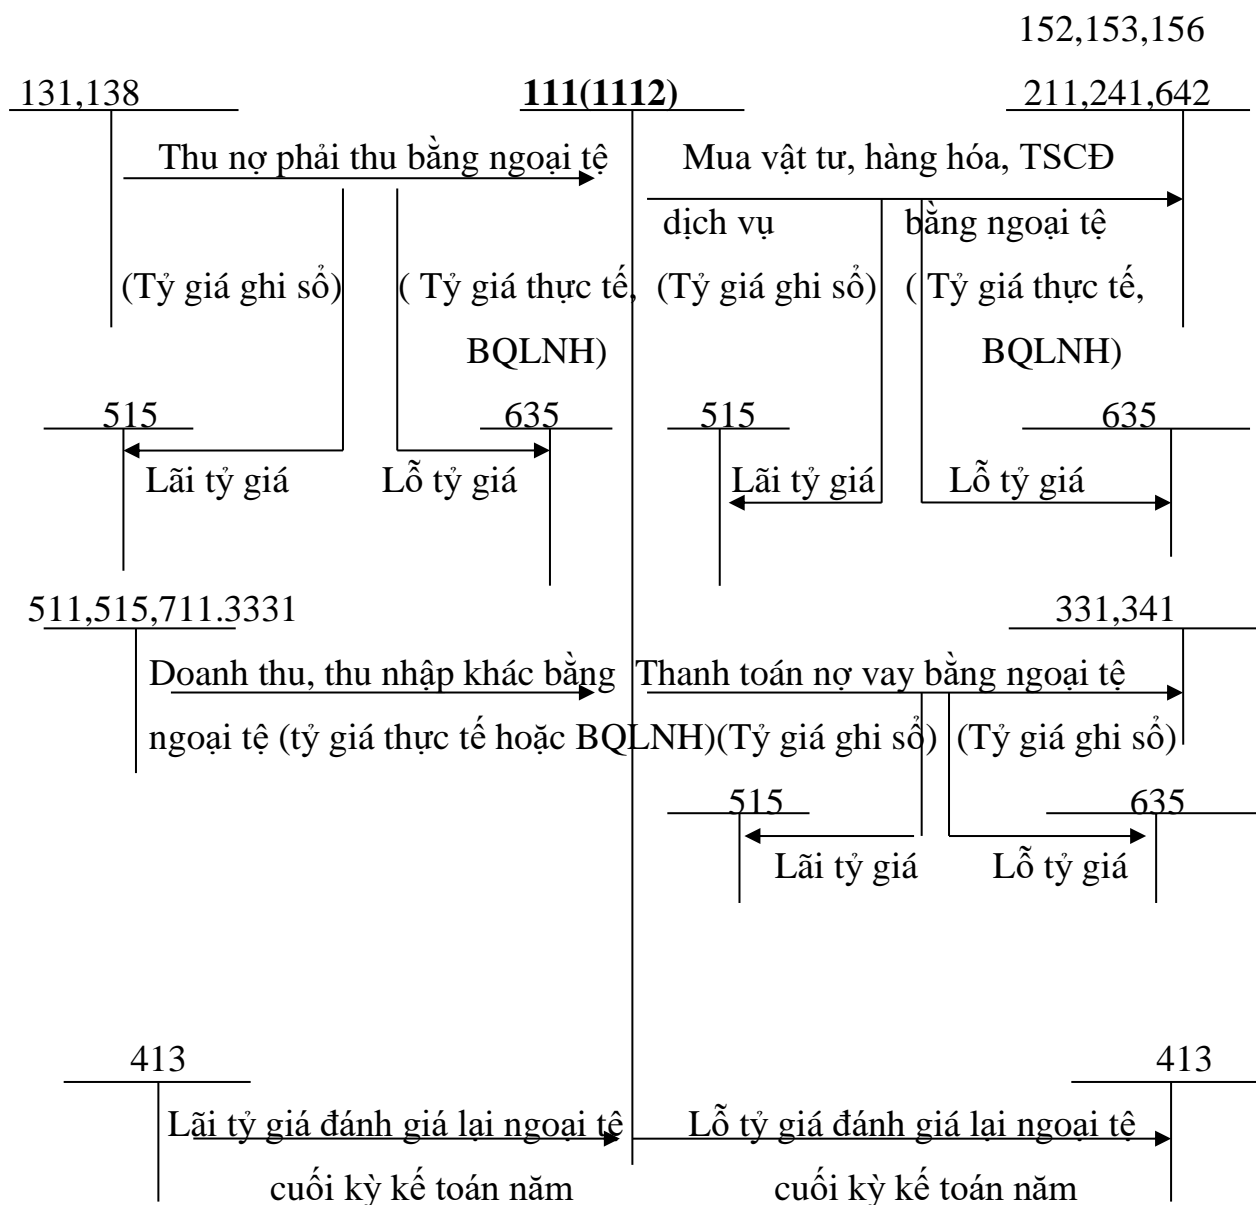 152,153,156
131,138
111(1112)
211,241,642
Thu nợ phải thu bằng ngoại tệ
Mua vật tư, hàng hóa, TSCĐ
dịch vụ
bằng ngoại tệ
(Tỷ giá ghi sổ)
( Tỷ giá thực tế,
(Tỷ giá ghi sổ)
( Tỷ giá thực tế,
BQLNH)
BQLNH)
515
635
515
635
Lãi tỷ giá
Lỗ tỷ giá
Lãi tỷ giá
Lỗ tỷ giá
511,515,711.3331
331,341
Doanh thu, thu nhập khác bằng
Thanh toán nợ vay bằng ngoại tệ
ngoại tệ (tỷ giá thực tế hoặc BQLNH)
(Tỷ giá ghi sổ)
(Tỷ giá ghi sổ)
515
635
Lãi tỷ giá
Lỗ tỷ giá
413
413
Lãi tỷ giá đánh giá lại ngoại tệ
Lỗ tỷ giá đánh giá lại ngoại tệ
cuối kỳ kế toán năm
cuối kỳ kế toán năm